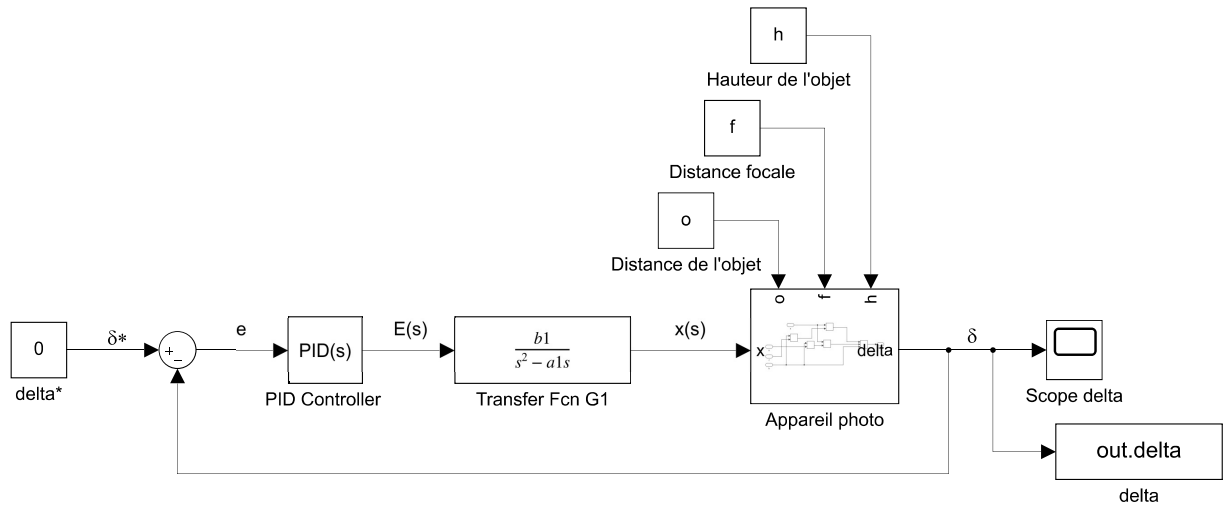 h
Hauteur de l'objet
f
Distance focale
o
Distance de l'objet
o f h
0
delta*
δ*
+
−
e
PID(s)
PID Controller
E(s)
b1
s² − a1s
Transfer Fcn G1
x(s)
x
delta
Appareil photo
δ
Scope delta
out.delta
delta